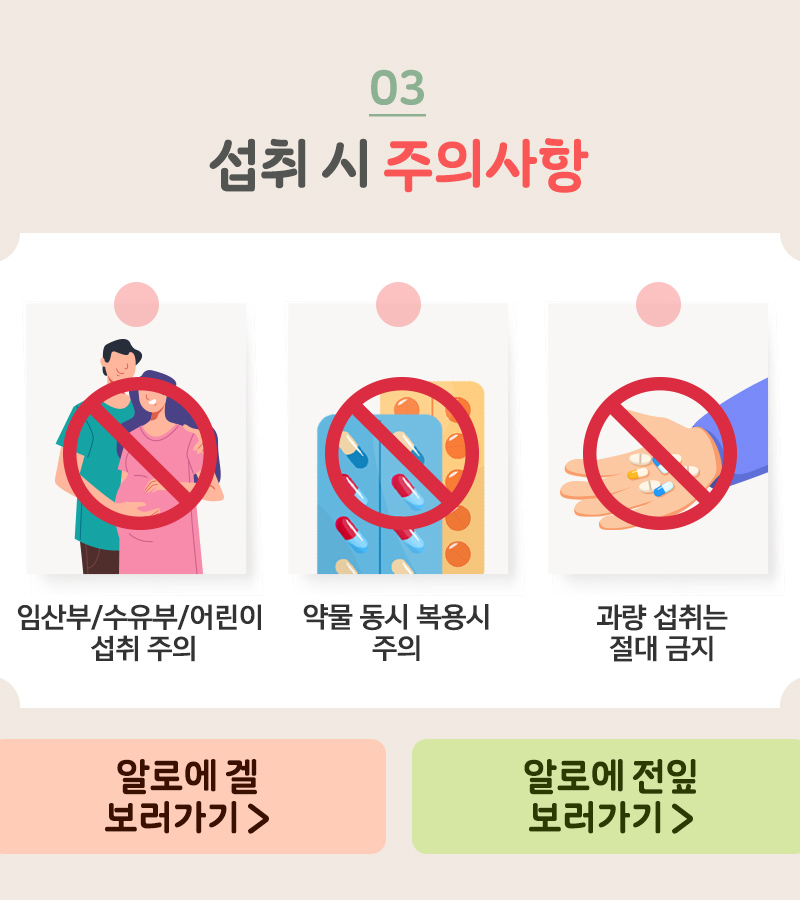 03
섭취 시 주의사항
임산부/수유부/어린이
섭취 주의
약물 동시 복용시
주의
과량 섭취는
절대 금지
알로에 겔
보러가기 >
알로에 전잎
보러가기 >